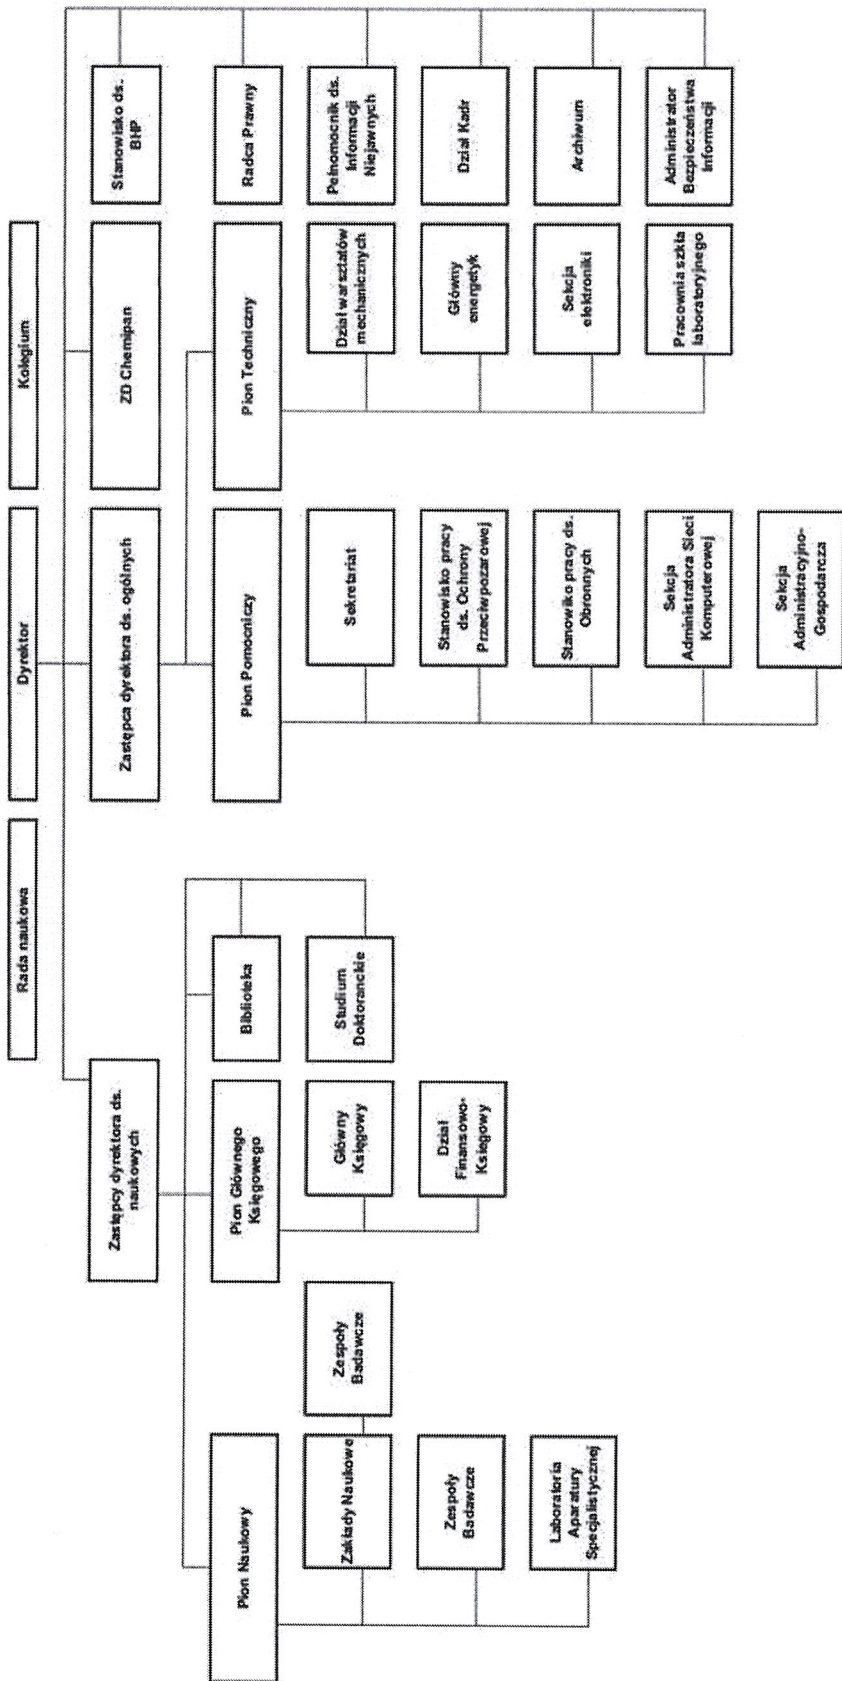 Rada naukowa
Dyrektor
Kolegium
Zastępcy dyrektora ds.
naukowych
Zastępca dyrektora ds. ogólnych
ZD Chemipan
Stanowisko ds.
BHP
Pion Naukowy
Pion Głównego
Księgowego
Biblioteka
Pion Pomocniczy
Pion Techniczny
Radca Prawny
Zakłady Naukowe
Zespoły
Badawcze
Główny
Księgowy
Studium
Doktoranckie
Sekretariat
Dział warsztatów
mechanicznych
Pełnomocnik ds.
Informacji
Niejawnych
Zespoły
Badawcze
Dział
Finansowo-
Księgowy
Stanowisko pracy
ds. Ochrony
Przeciwpożarowej
Główny
energetyk
Dział Kadr
Laboratoria
Aparatury
Specjalistycznej
Stanowiko pracy ds.
Obronnych
Sekcja
elektroniki
Archiwum
Sekcja
Administratora Sieci
Komputerowej
Pracownia szkła
laboratoryjnego
Administrator
Bezpieczeństwa
Informacji
Sekcja
Administracyjno-
Gospodarcza